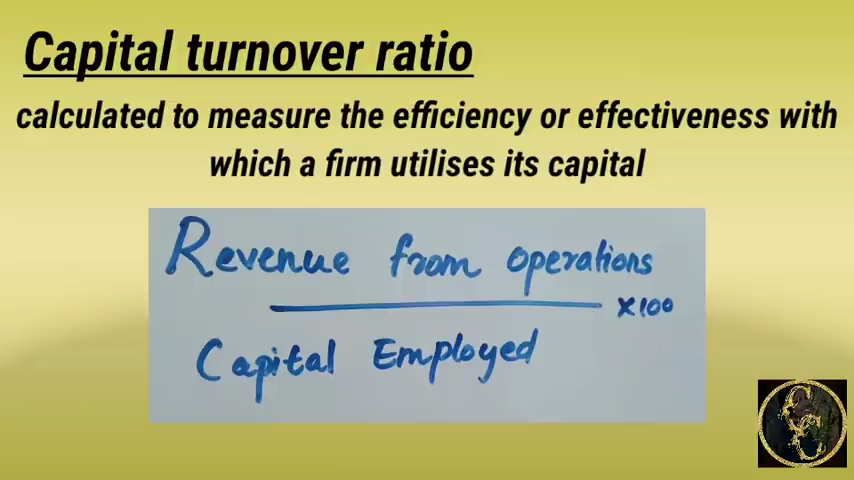 Capital turnover ratio
calculated to measure the efficiency or effectiveness with
which a firm utilises its capital
Revenue from operations
x100
Capital Employed